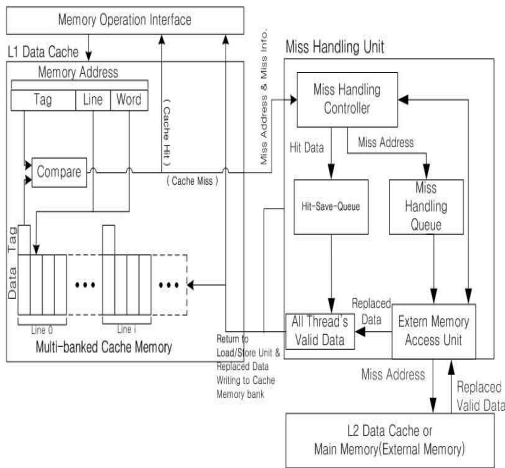 Memory Operation Interface
L1 Data Cache
Memory Address
Tag
Line
Word
Compare
( Cache Hit )
( Cache Miss )
Miss Address & Miss Info.
Data
Tag
Line 0
Line i
Multi-banked Cache Memory
Miss Handling Unit
Miss Handling
Controller
Hit Data
Miss Address
Hit-Save-Queue
Miss
Handling
Queue
All Thread's
Valid Data
Replaced
Data
Extern Memory
Access Unit
Return to
Load/Store Unit &
Replaced Data
Writing to Cache
Memory bank
Miss Address
Replaced
Valid Data
L2 Data Cache or
Main Memory(External Memory)